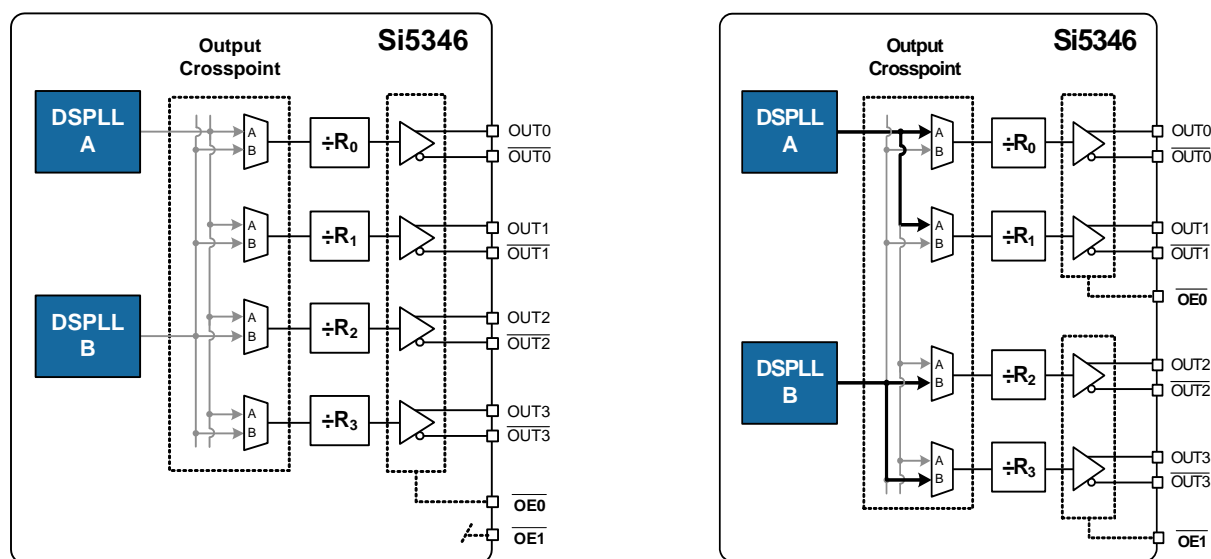 Si5346
Output
Crosspoint
DSPLL
A
A
B
÷R0
OUT0
OUT0
A
B
÷R1
OUT1
OUT1
DSPLL
B
A
B
÷R2
OUT2
OUT2
A
B
÷R3
OUT3
OUT3
OE0
OE1
Si5346
Output
Crosspoint
DSPLL
A
A
B
÷R0
OUT0
OUT0
A
B
÷R1
OUT1
OUT1
OE0
DSPLL
B
A
B
÷R2
OUT2
OUT2
A
B
÷R3
OUT3
OUT3
OE1